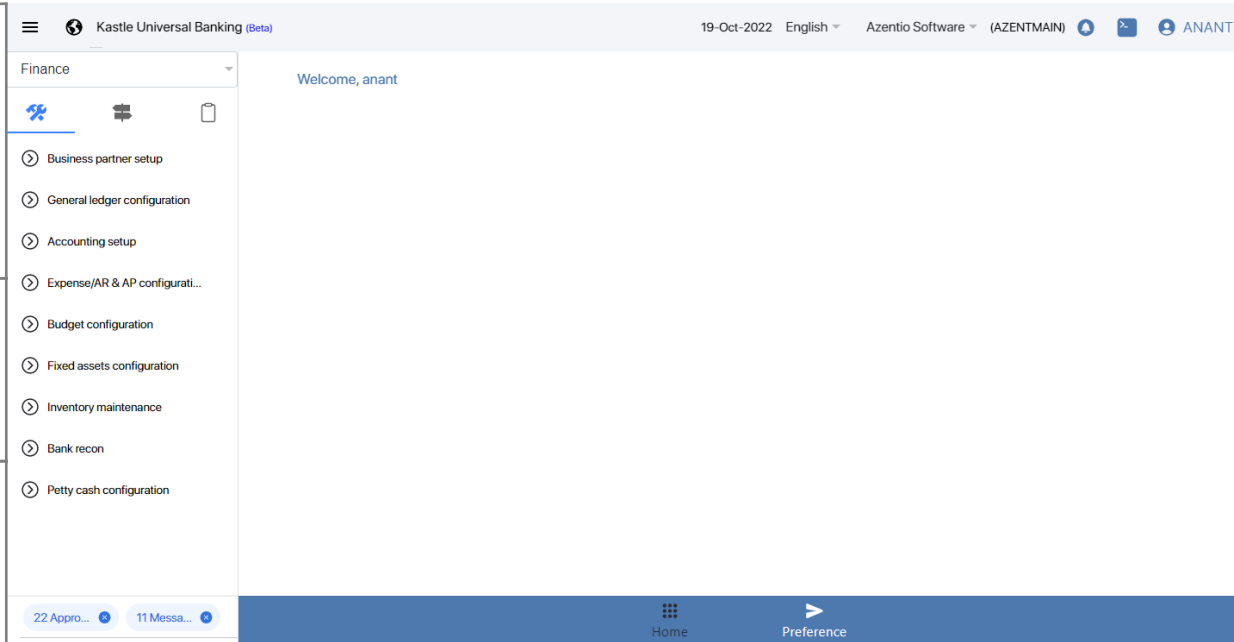 Kastle Universal Banking (Beta) 19-Oct-2022 English Azentio Software (AZENTMAIN) ANANT
Finance
Welcome, anant
Business partner setup
General ledger configuration
Accounting setup
Expense/AR & AP configurati...
Budget configuration
Fixed assets configuration
Inventory maintenance
Bank recon
Petty cash configuration
22 Appro... 11 Messa...
Home Preference